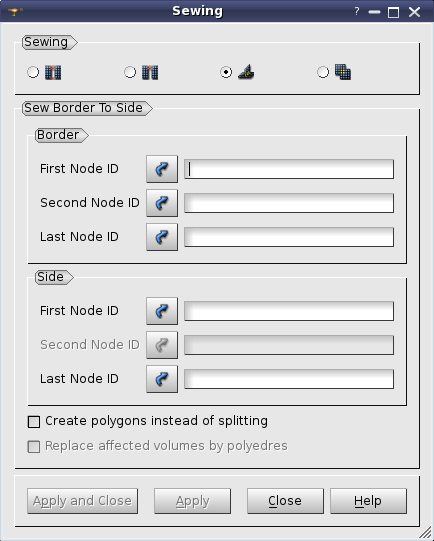 Sewing
?
Sewing
Sew Border To Side
Border
First Node ID
Second Node ID
Last Node ID
Side
First Node ID
Second Node ID
Last Node ID
Create polygons instead of splitting
Replace affected volumes by polyedres
Apply and Close Apply Close Help